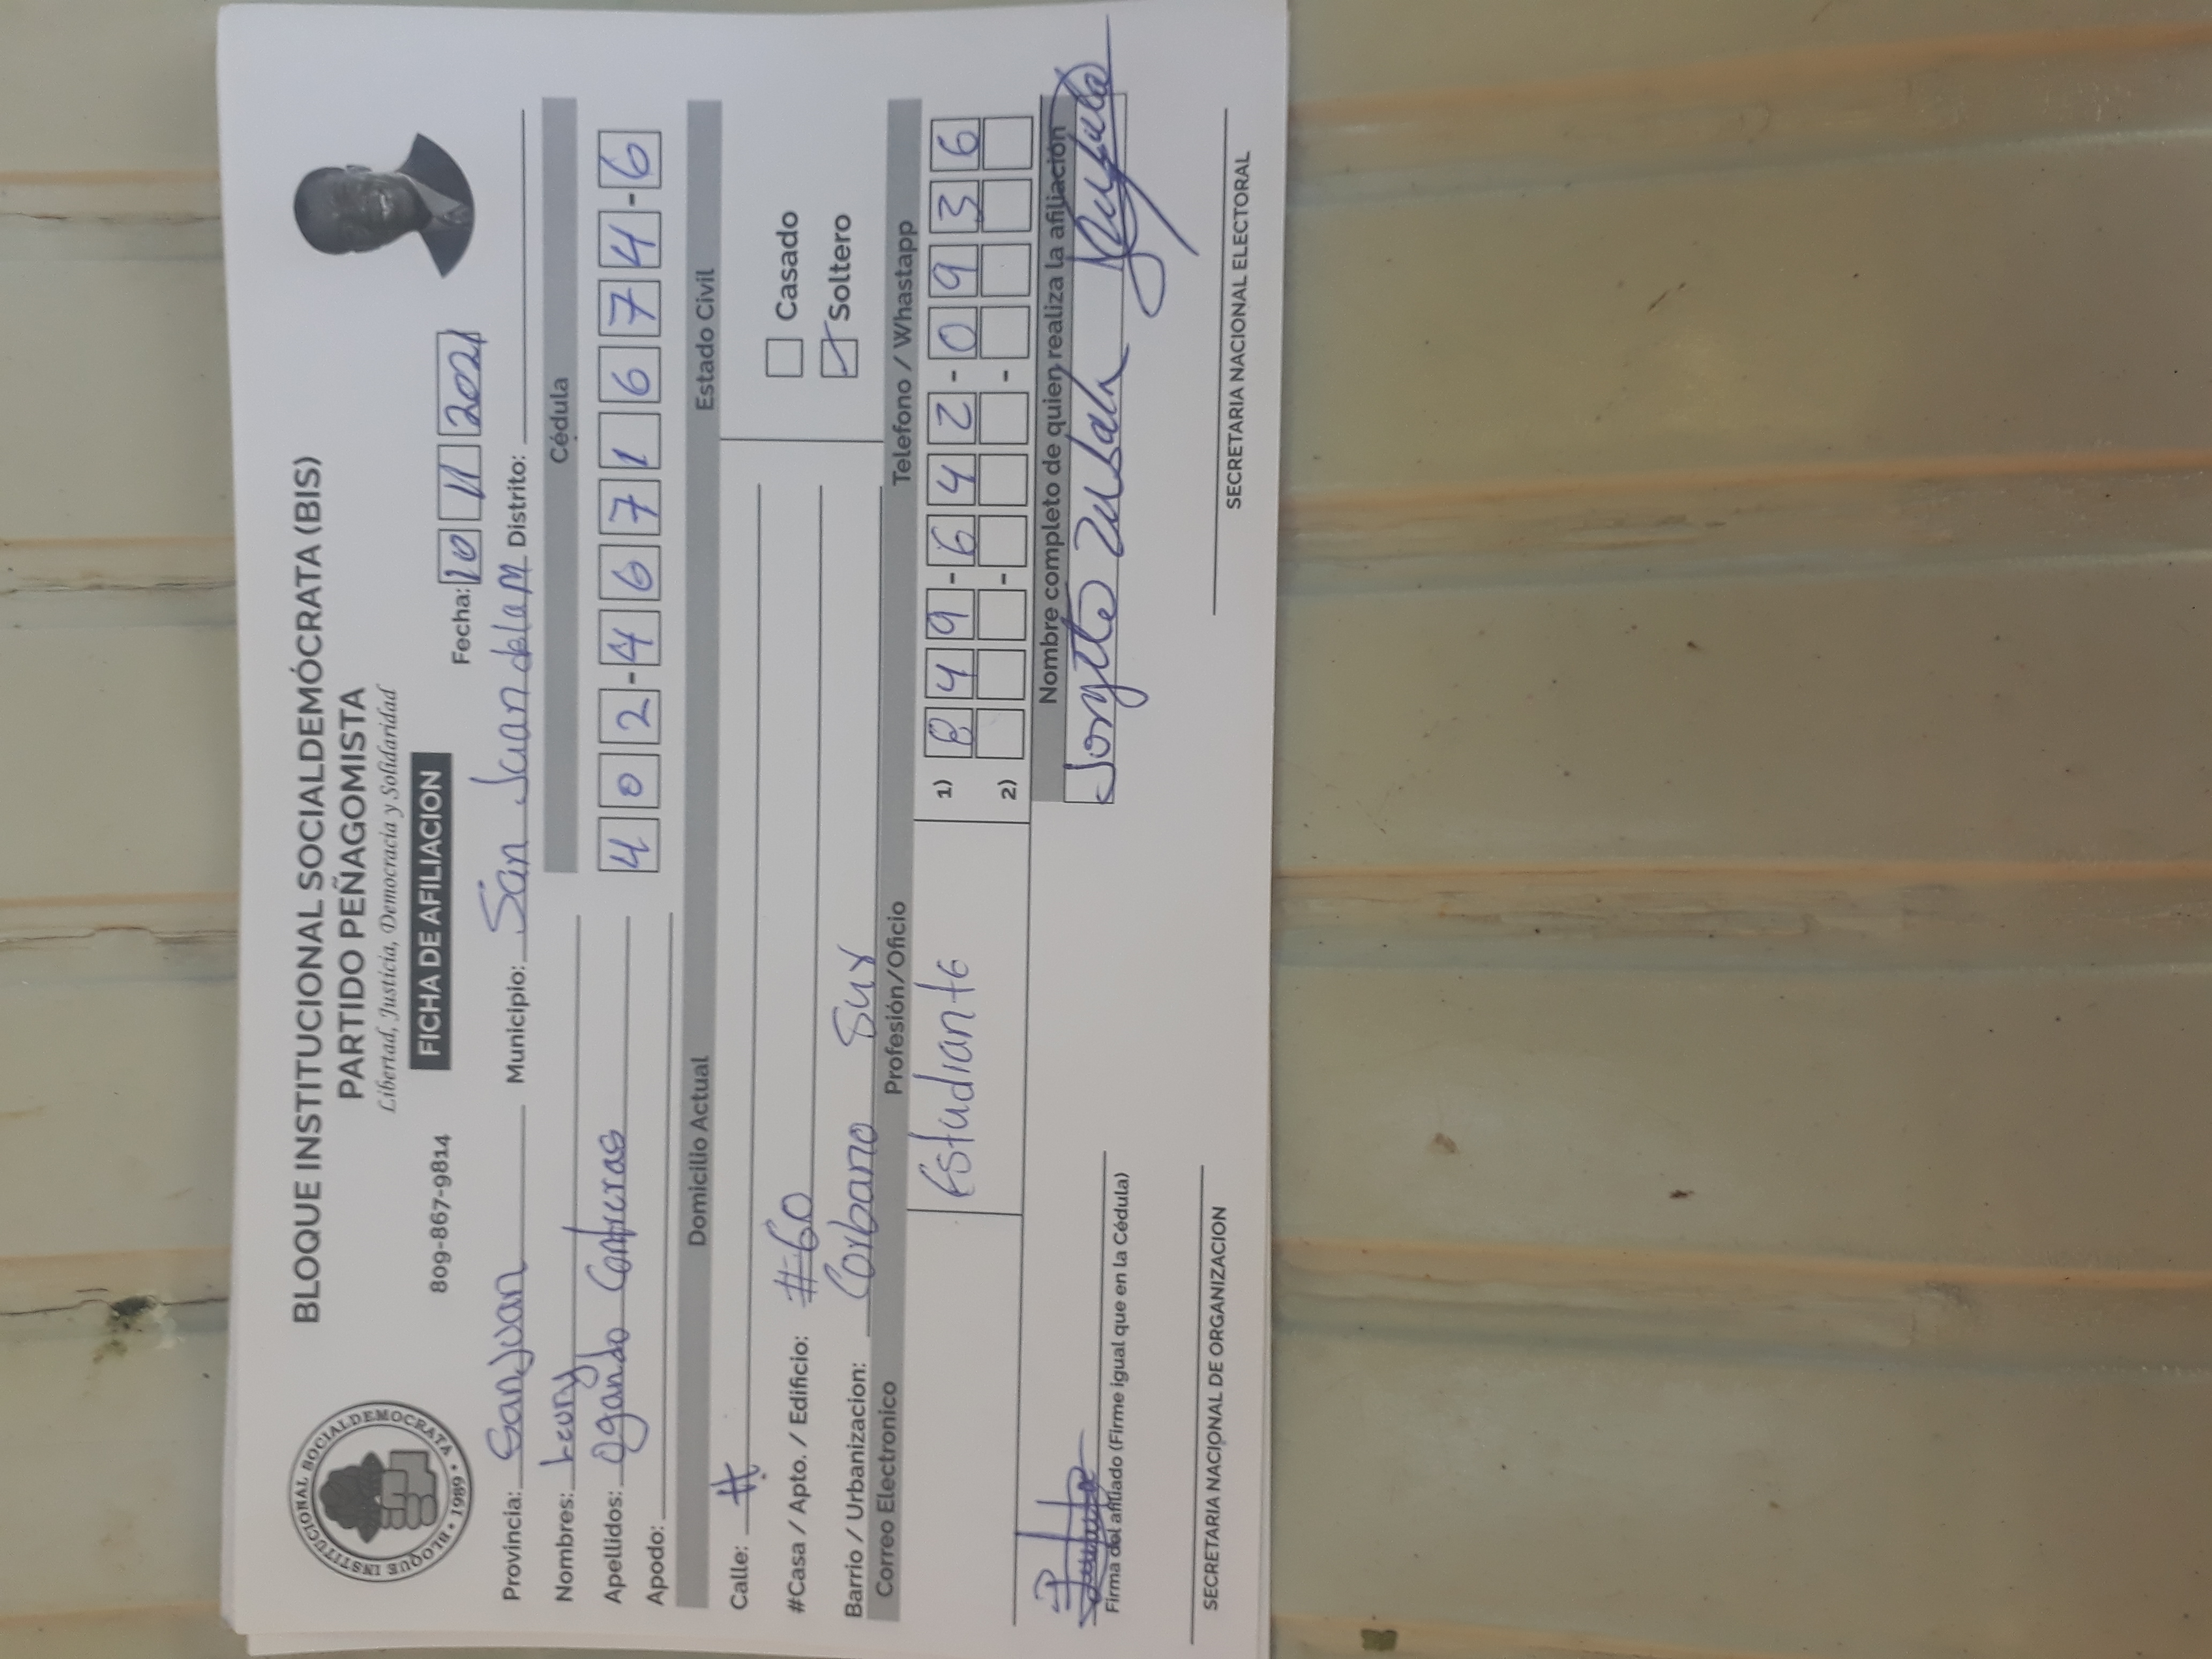 BLOQUE INSTITUCIONAL SOCIALDEMOCRATA • 1989 •
BLOQUE INSTITUCIONAL SOCIALDEMÓCRATA (BIS)
PARTIDO PEÑAGOMISTA
Libertad, Justicia, Democracia y Solidaridad
809-867-9814
FICHA DE AFILIACION
Fecha: 10 11 2021
Provincia: San Juan Municipio: San Juan de la M Distrito:
Nombres: Leury
Cédula
Apellidos: Ogando Contreras
402-4671674-6
Apodo:
Domicilio Actual Estado Civil
Calle: #
#Casa / Apto. / Edificio: #60
Casado
Barrio / Urbanizacion: Corbano Sur
Soltero
Correo Electronico Profesión/Oficio Telefono / Whastapp
Estudiante
1) 849-642-0936
2) - -
Nombre completo de quien realiza la afiliación
Firma del afiliado (Firme igual que en la Cédula)
SECRETARIA NACIONAL DE ORGANIZACION SECRETARIA NACIONAL ELECTORAL